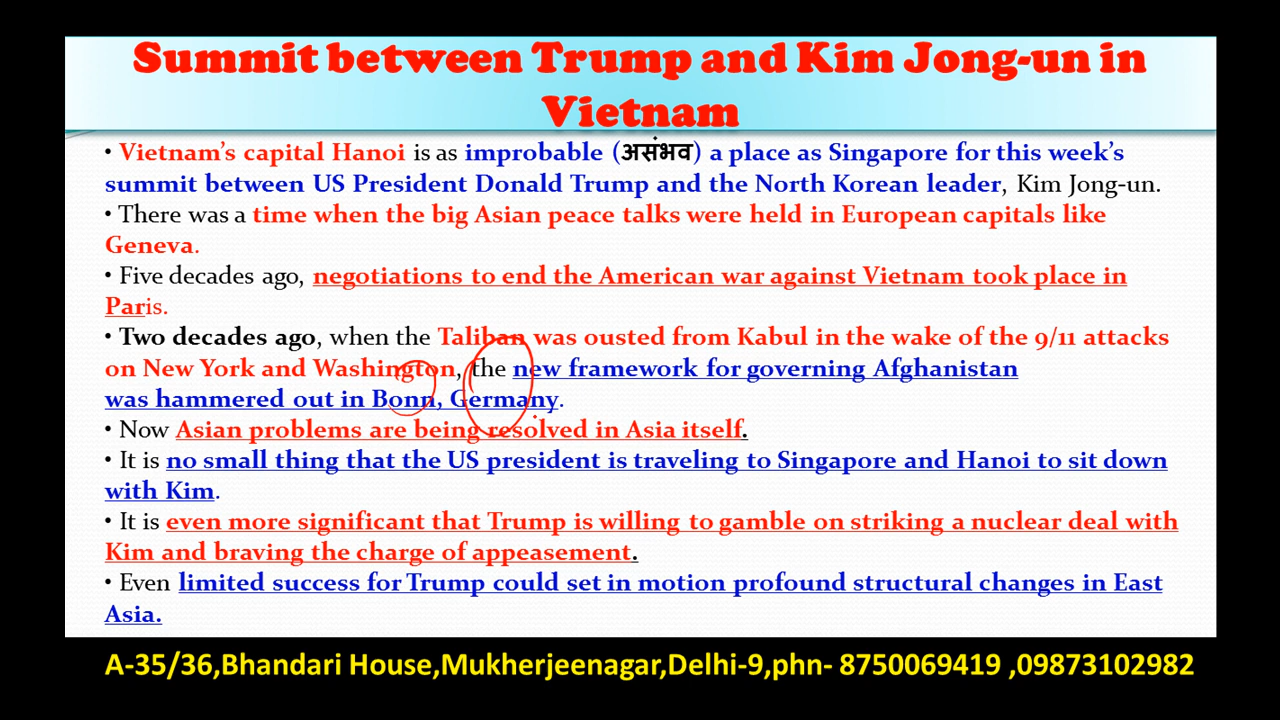 Summit between Trump and Kim Jong-un in
Vietnam
• Vietnam's capital Hanoi is as improbable (असंभव) a place as Singapore for this week's
summit between US President Donald Trump and the North Korean leader, Kim Jong-un.
• There was a time when the big Asian peace talks were held in European capitals like
Geneva.
• Five decades ago, negotiations to end the American war against Vietnam took place in
Paris.
• Two decades ago, when the Taliban was ousted from Kabul in the wake of the 9/11 attacks
on New York and Washington, the new framework for governing Afghanistan
was hammered out in Bonn, Germany.
• Now Asian problems are being resolved in Asia itself.
• It is no small thing that the US president is traveling to Singapore and Hanoi to sit down
with Kim.
• It is even more significant that Trump is willing to gamble on striking a nuclear deal with
Kim and braving the charge of appeasement.
• Even limited success for Trump could set in motion profound structural changes in East
Asia.
A-35/36,Bhandari House,Mukherjeenagar,Delhi-9,phn- 8750069419 ,09873102982